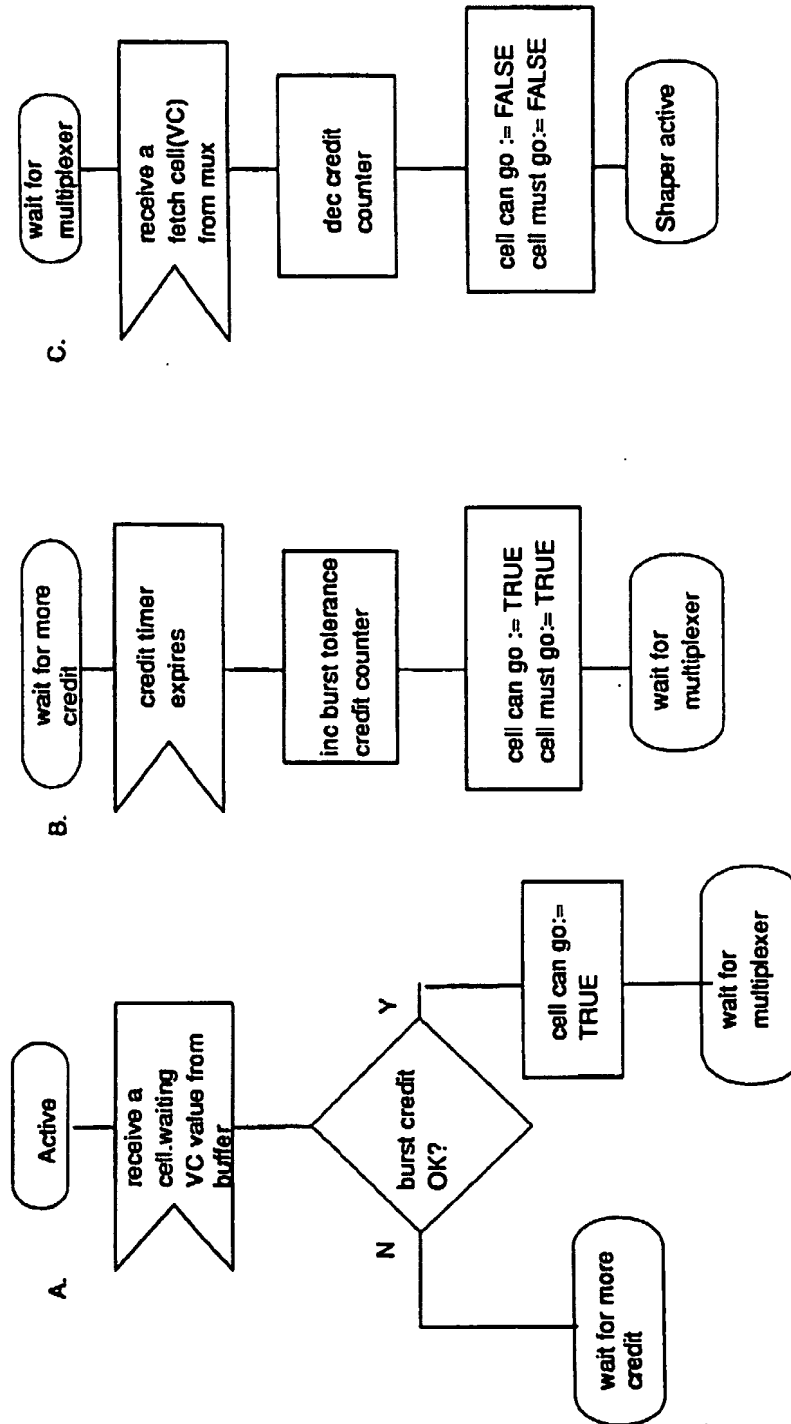 A.
Active
receive a
cell.waiting
VC value from
buffer
burst credit
OK?
N
Y
wait for more
credit
cell can go:=
TRUE
wait for
multiplexer
B.
wait for more
credit
credit timer
expires
inc burst tolerance
credit counter
cell can go := TRUE
cell must go:= TRUE
wait for
multiplexer
C.
wait for
multiplexer
receive a
fetch cell(VC)
from mux
dec credit
counter
cell can go := FALSE
cell must go:= FALSE
Shaper active